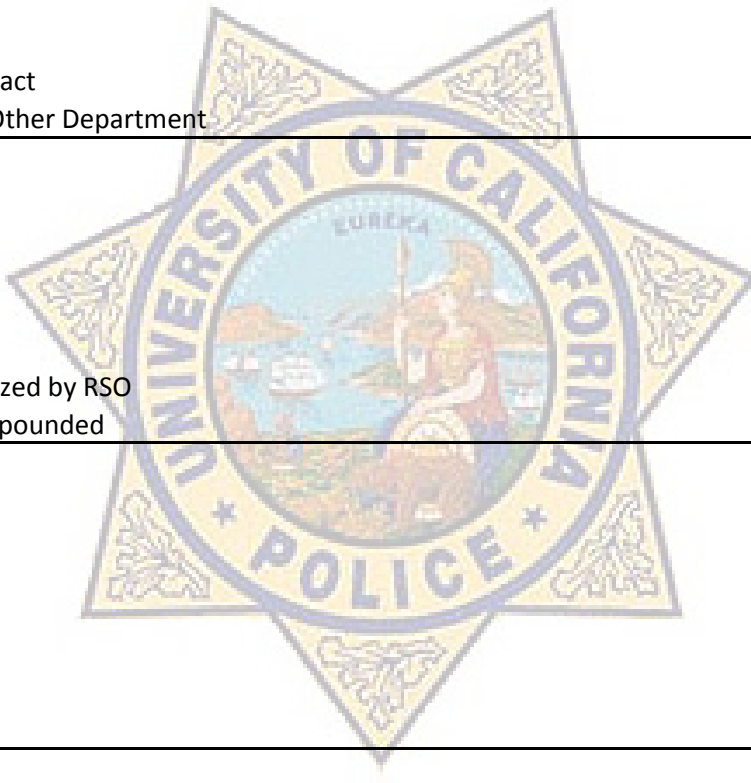 act
Other Department
UNIVERSITY OF CALIFORNIA
EUREKA
zed by RSO
pounded
POLICE